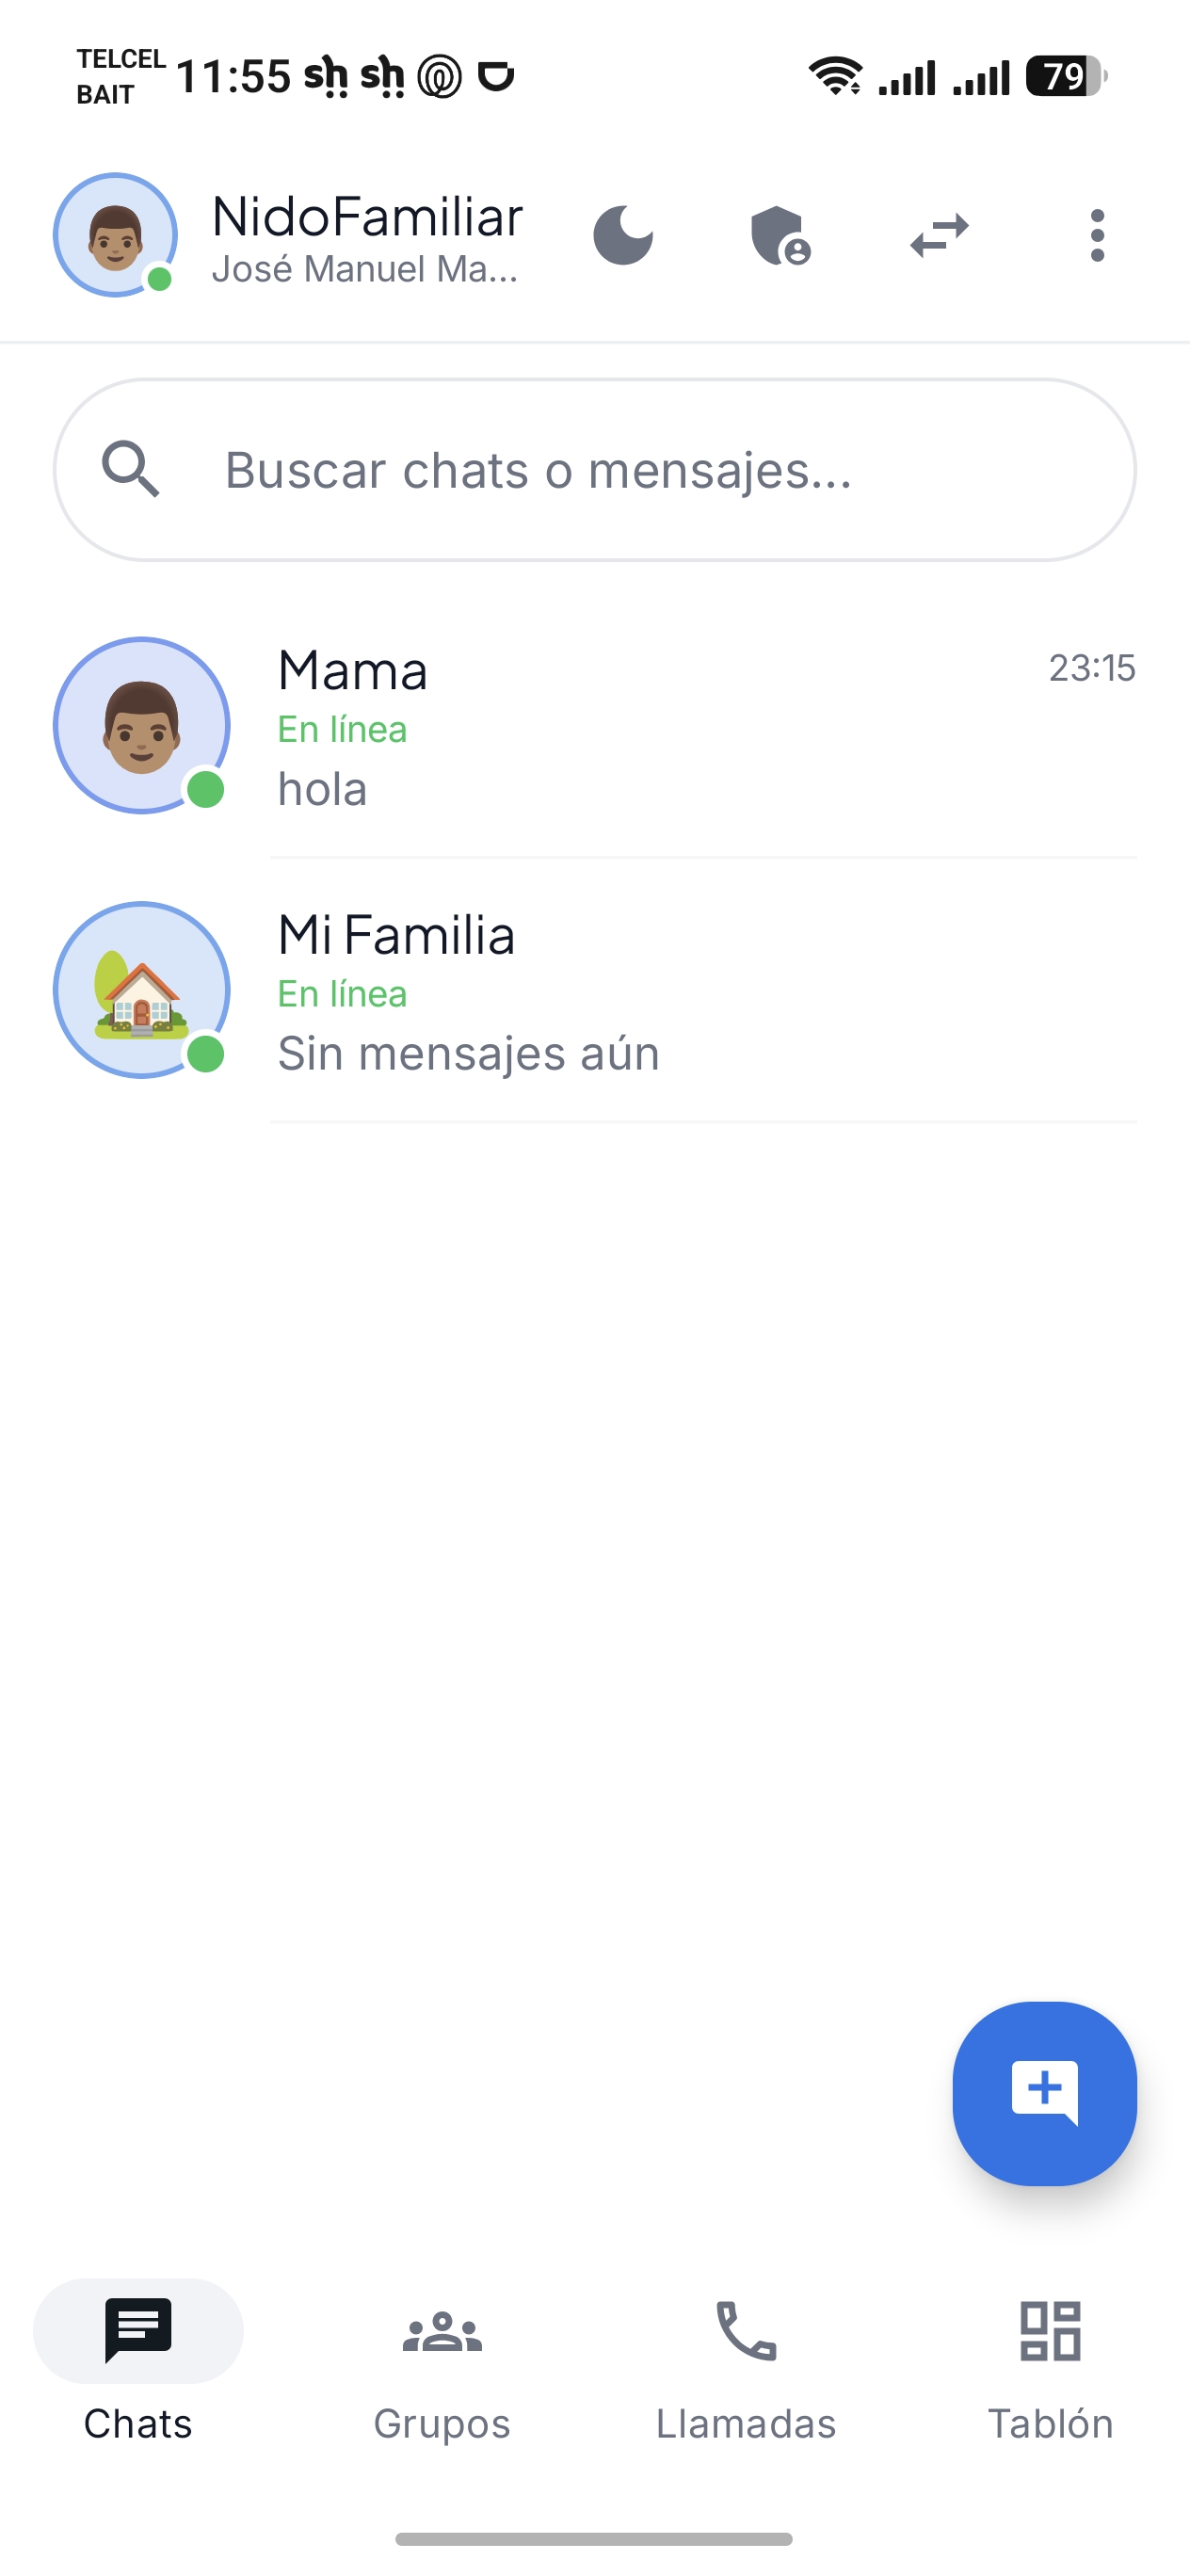 TELCEL
BAIT
11:55
79
NidoFamiliar
José Manuel Ma...
Buscar chats o mensajes...
Mama
23:15
En línea
hola
Mi Familia
En línea
Sin mensajes aún
Chats
Grupos
Llamadas
Tablón